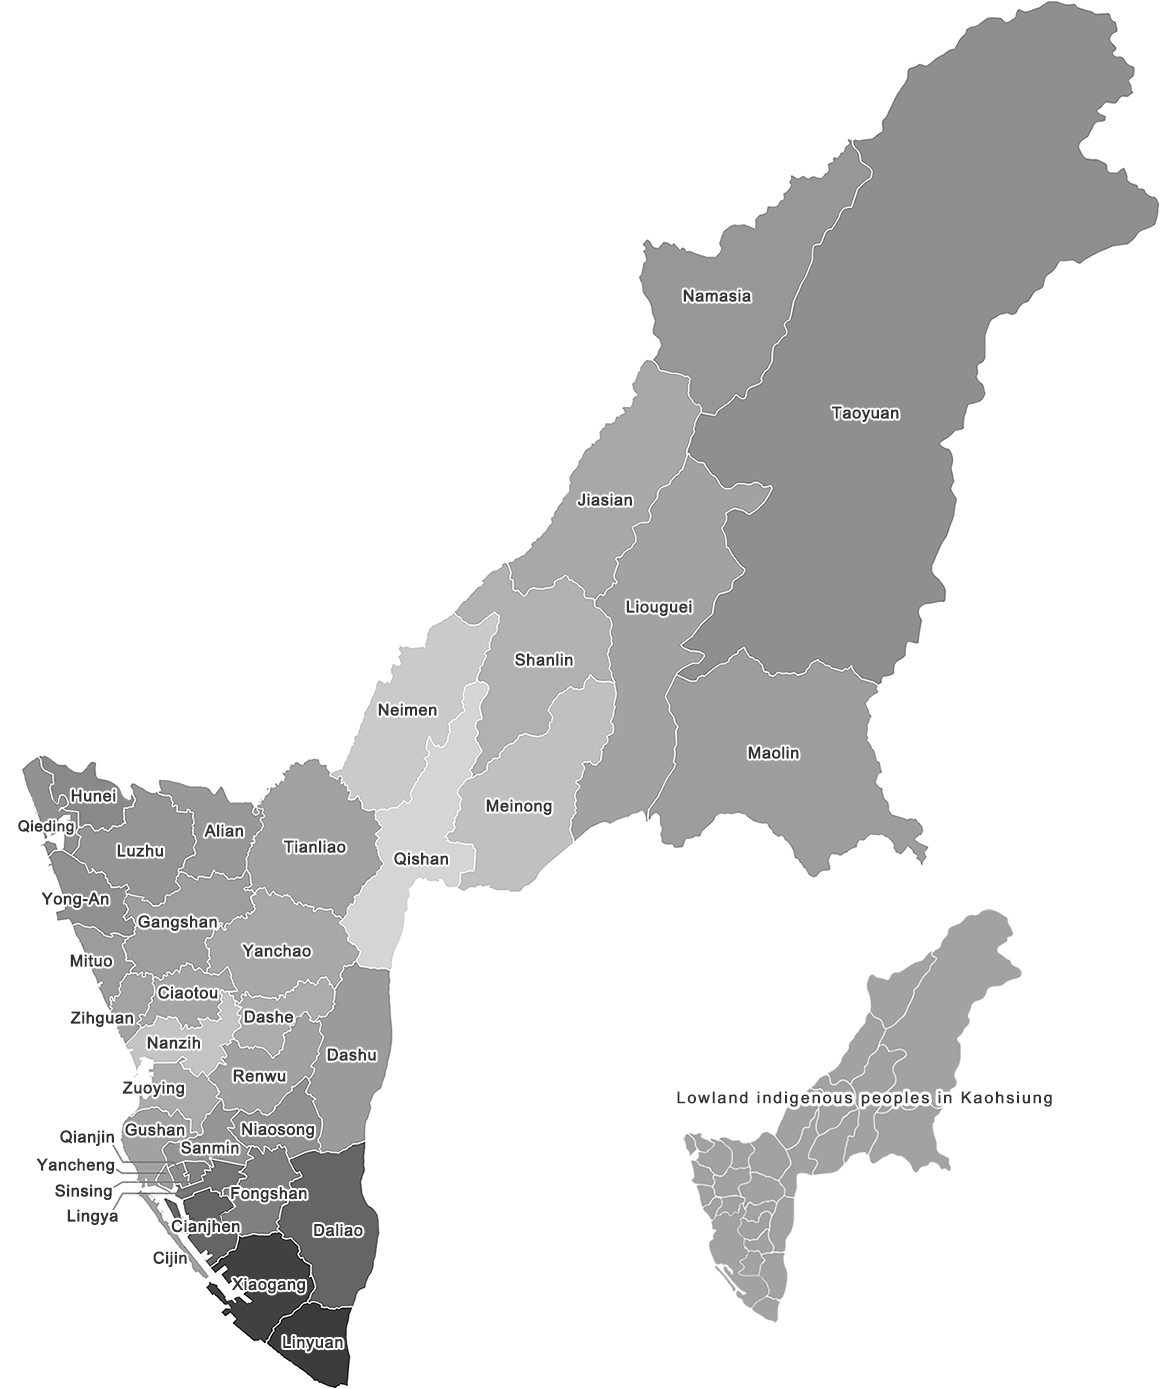 Namasia
Taoyuan
Jiasian
Liouguei
Shanlin
Neimen
Maolin
Hunei
Meinong
Qieding
Alian
Luzhu
Tianliao
Qishan
Yong-An
Gangshan
Yanchao
Mituo
Ciaotou
Zihguan
Dashe
Nanzih
Dashu
Renwu
Zuoying
Lowland indigenous peoples in Kaohsiung
Gushan
Niaosong
Qianjin
Sanmin
Yancheng
Sinsing
Fongshan
Lingya
Cianjhen
Daliao
Cijin
Xiaogang
Linyuan